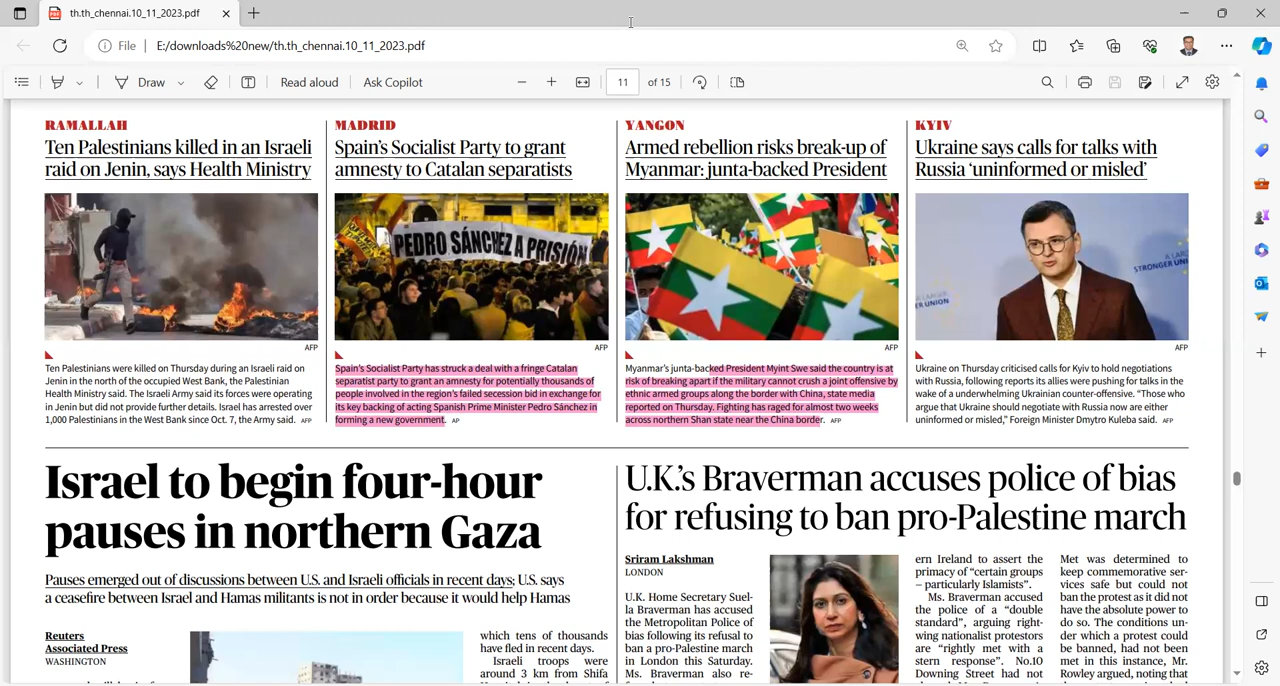 th.th_chennai.10_11_2023.pdf
File
E:/downloads%20new/th.th_chennai.10_11_2023.pdf
Draw
Read aloud
Ask Copilot
11
of 15
RAMALLAH
Ten Palestinians killed in an Israeli
raid on Jenin, says Health Ministry
AFP
Ten Palestinians were killed on Thursday during an Israeli raid on
Jenin in the north of the occupied West Bank, the Palestinian
Health Ministry said. The Israeli Army said its forces were operating
in Jenin but did not provide further details. Israel has arrested over
1,000 Palestinians in the West Bank since Oct. 7, the Army said. AFP
MADRID
Spain's Socialist Party to grant
amnesty to Catalan separatists
PEDRO SÁNCHEZ A PRISIÓN
AFP
Spain's Socialist Party has struck a deal with a fringe Catalan
separatist party to grant an amnesty for potentially thousands of
people involved in the region's failed secession bid in exchange for
its key backing of acting Spanish Prime Minister Pedro Sánchez in
forming a new government. AP
YANGON
Armed rebellion risks break-up of
Myanmar: junta-backed President
AFP
Myanmar's junta-backed President Myint Swe said the country is at
risk of breaking apart if the military cannot crush a joint offensive by
ethnic armed groups along the border with China, state media
reported on Thursday. Fighting has raged for almost two weeks
across northern Shan state near the China border. AFP
KYIV
Ukraine says calls for talks with
Russia 'uninformed or misled'
STRONGER UN
LARGER
ER UNION
AFP
Ukraine on Thursday criticised calls for Kyiv to hold negotiations
with Russia, following reports its allies were pushing for talks in the
wake of a underwhelming Ukrainian counter-offensive. "Those who
argue that Ukraine should negotiate with Russia now are either
uninformed or misled," Foreign Minister Dmytro Kuleba said. AFP
Israel to begin four-hour
pauses in northern Gaza
Pauses emerged out of discussions between U.S. and Israeli officials in recent days; U.S. says
a ceasefire between Israel and Hamas militants is not in order because it would help Hamas
Reuters
Associated Press
WASHINGTON
which tens of thousands
have fled in recent days.
Israeli troops were
around 3 km from Shifa
U.K.'s Braverman accuses police of bias
for refusing to ban pro-Palestine march
Sriram Lakshman
LONDON
U.K. Home Secretary Suel-
la Braverman has accused
the Metropolitan Police of
bias following its refusal to
ban a pro-Palestine march
in London this Saturday.
Ms. Braverman also re-
ern Ireland to assert the
primacy of "certain groups
– particularly Islamists".
Ms. Braverman accused
the police of a "double
standard", arguing right-
wing nationalist protestors
are "rightly met with a
stern response". No.10
Downing Street had not
Met was determined to
keep commemorative ser-
vices safe but could not
ban the protest as it did not
have the absolute power to
do so. The conditions un-
der which a protest could
be banned, had not been
met in this instance, Mr.
Rowley argued, noting that